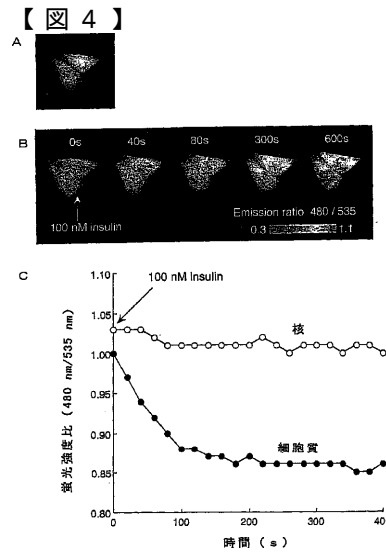 【図4】
A
B
0s 40s 80s 300s 600s
100 nM insulin
Emission ratio 480 / 535
0.3 1.1
C
100 nM Insulin
核
細胞質
蛍光強度比 (480 nm/535 nm)
1.10
1.05
1.00
0.95
0.90
0.85
0.80
0 100 200 300 40
時間 (s)